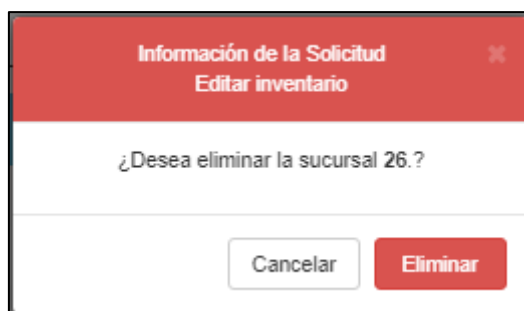 Información de la Solicitud
Editar inventario
¿Desea eliminar la sucursal 26.?
Cancelar
Eliminar